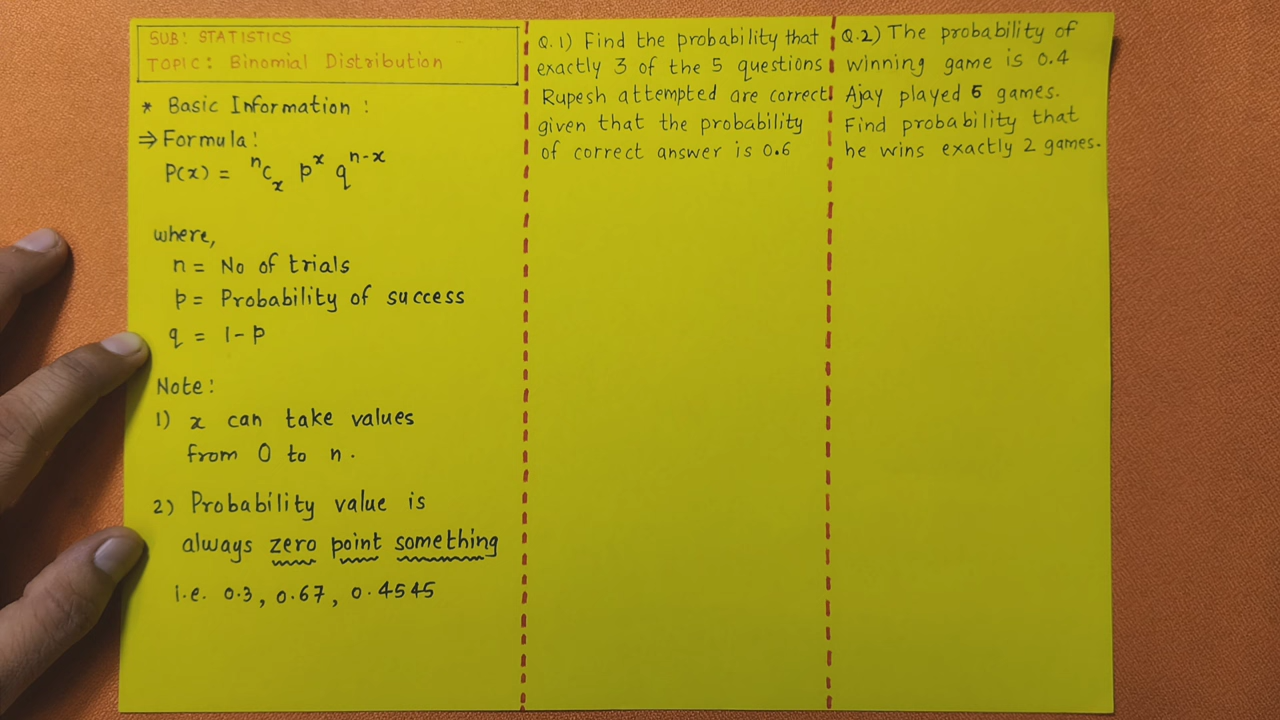 SUB: STATISTICS
TOPIC: Binomial Distribution
* Basic Information :
⇒ Formula:
P(x) = ⁿCₓ pˣ qⁿ⁻ˣ
where,
n = No of trials
p = Probability of success
q = 1 - p
Note:
1) x can take values
from 0 to n.
2) Probability value is
always zero point something
i.e. 0.3, 0.67, 0.4545
Q.1) Find the probability that
exactly 3 of the 5 questions
Rupesh attempted are correct
given that the probability
of correct answer is 0.6
Q.2) The probability of
winning game is 0.4
Ajay played 5 games.
Find probability that
he wins exactly 2 games.